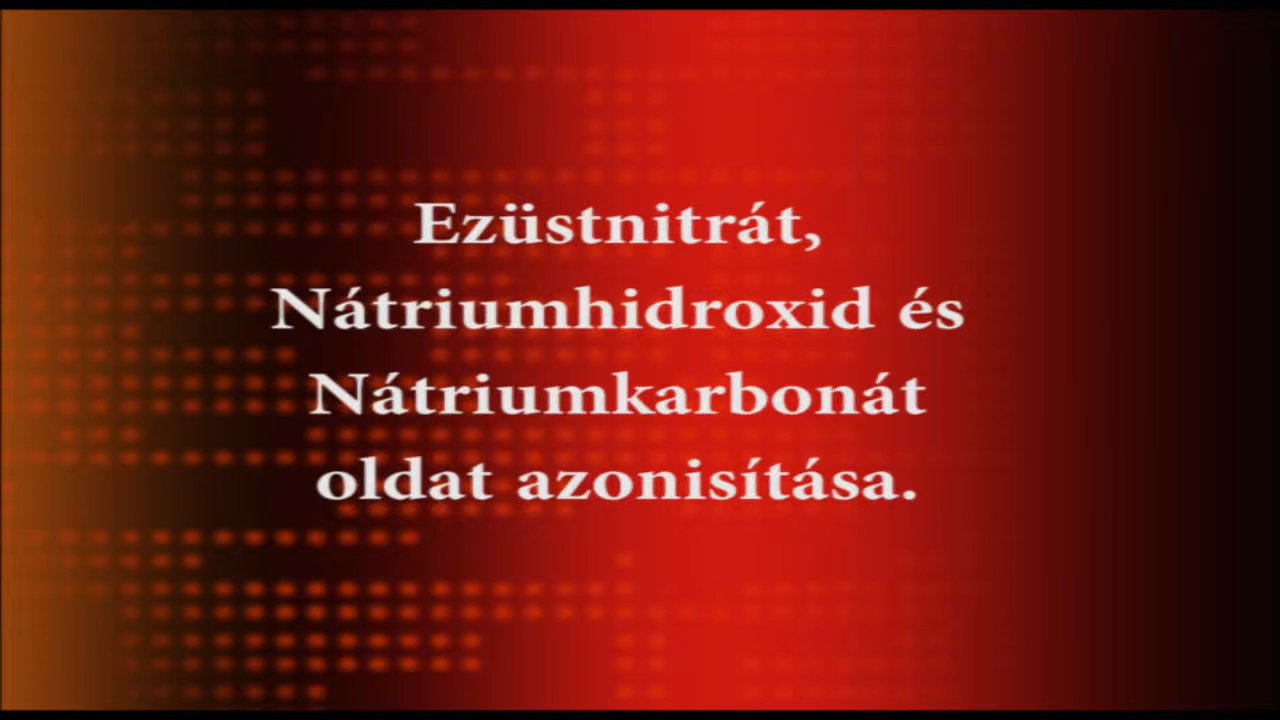 Ezüstnitrát,
Nátriumhidroxid és
Nátriumkarbonát
oldat azonisítása.